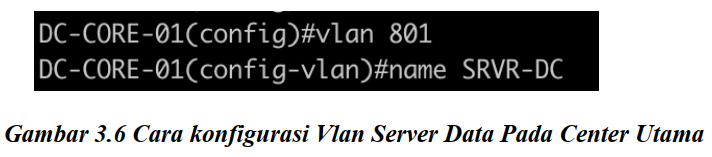 DC-CORE-01(config)#vlan 801
DC-CORE-01(config-vlan)#name SRVR-DC
Gambar 3.6 Cara konfigurasi Vlan Server Data Pada Center Utama